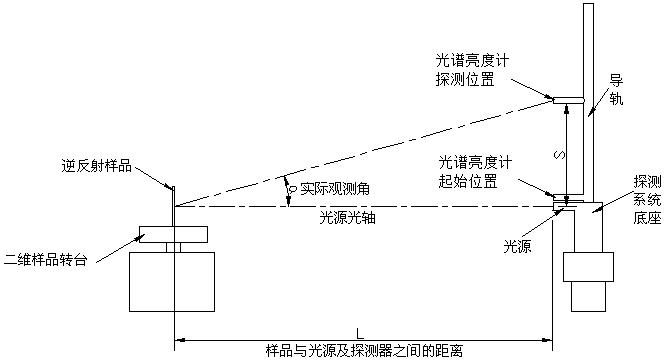 光谱亮度计
探测位置
导
轨
逆反射样品
S
光谱亮度计
起始位置
α
实际观测角
光源光轴
探测
系统
底座
光源
二维样品转台
L
样品与光源及探测器之间的距离